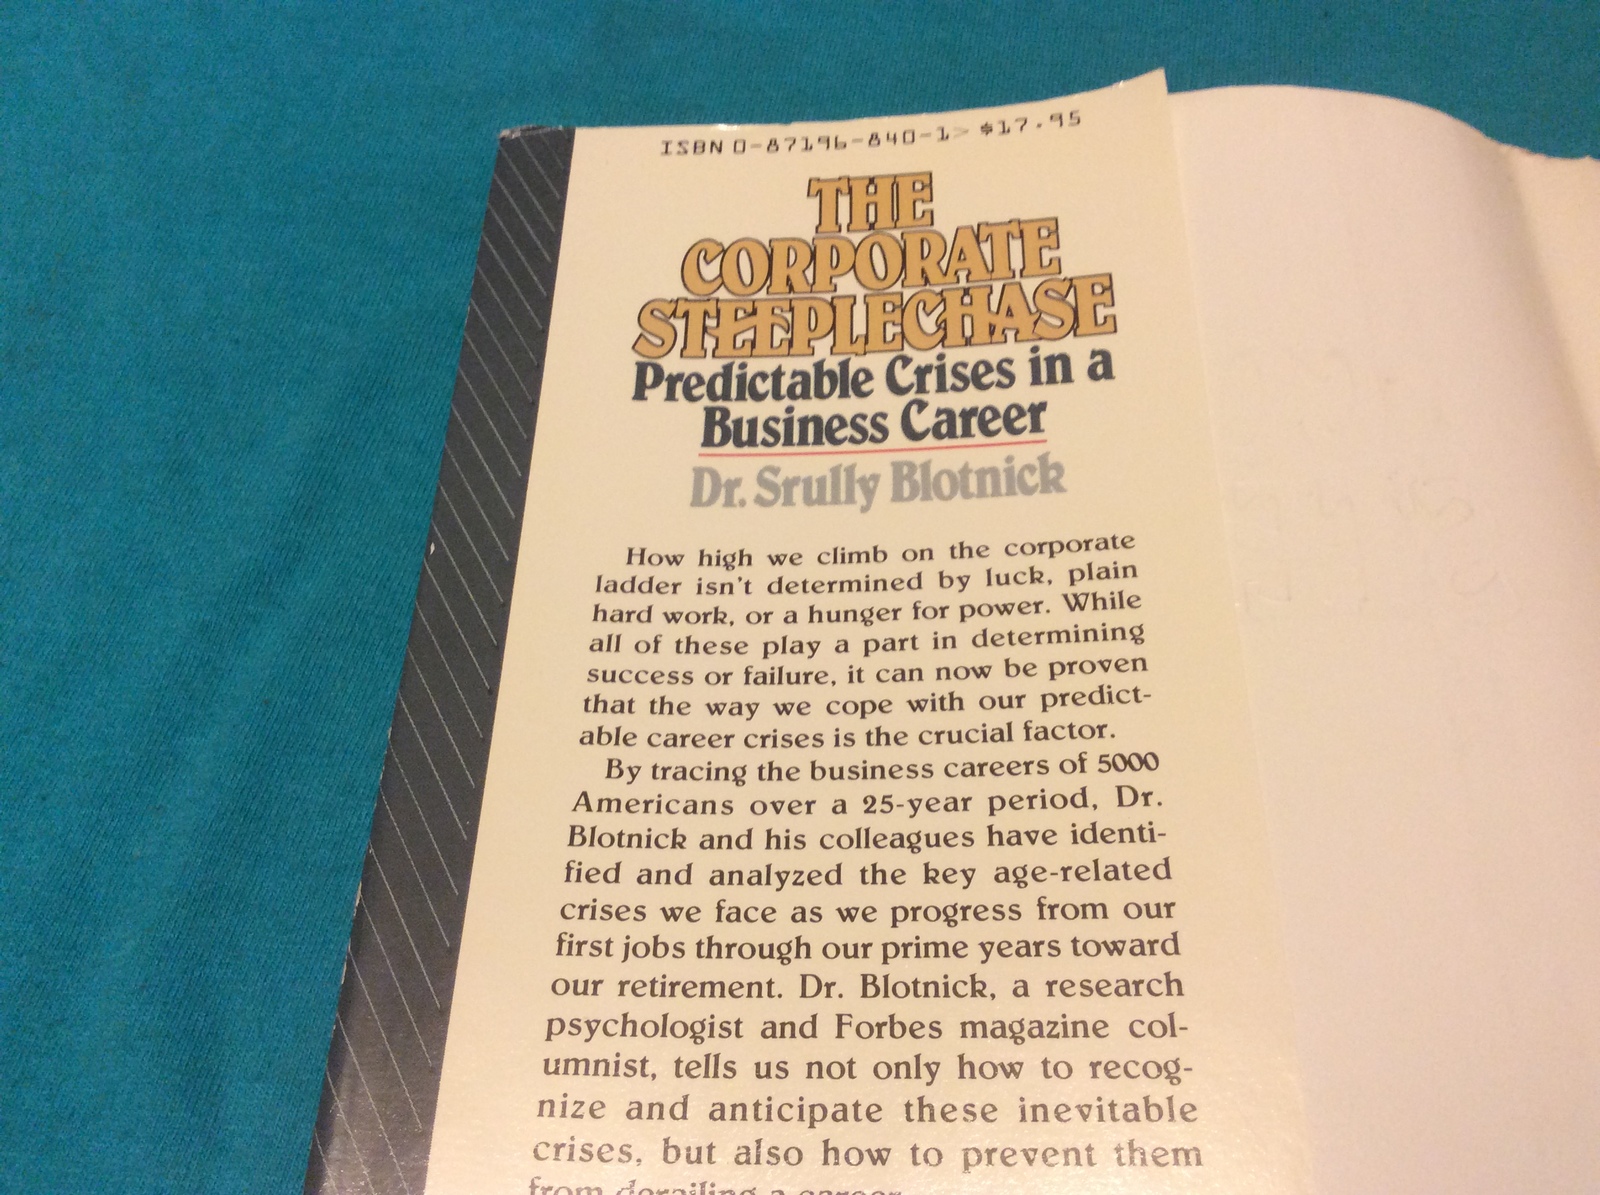 ISBN 0-87196-840-1> $17.95
THE
CORPORATE
STEEPLECHASE
Predictable Crises in a
Business Career
Dr. Srully Blotnick
How high we climb on the corporate
ladder isn't determined by luck, plain
hard work, or a hunger for power. While
all of these play a part in determining
success or failure, it can now be proven
that the way we cope with our predict-
able career crises is the crucial factor.
By tracing the business careers of 5000
Americans over a 25-year period, Dr.
Blotnick and his colleagues have identi-
fied and analyzed the key age-related
crises we face as we progress from our
first jobs through our prime years toward
our retirement. Dr. Blotnick, a research
psychologist and Forbes magazine col-
umnist, tells us not only how to recog-
nize and anticipate these inevitable
crises, but also how to prevent them
from derailing a career